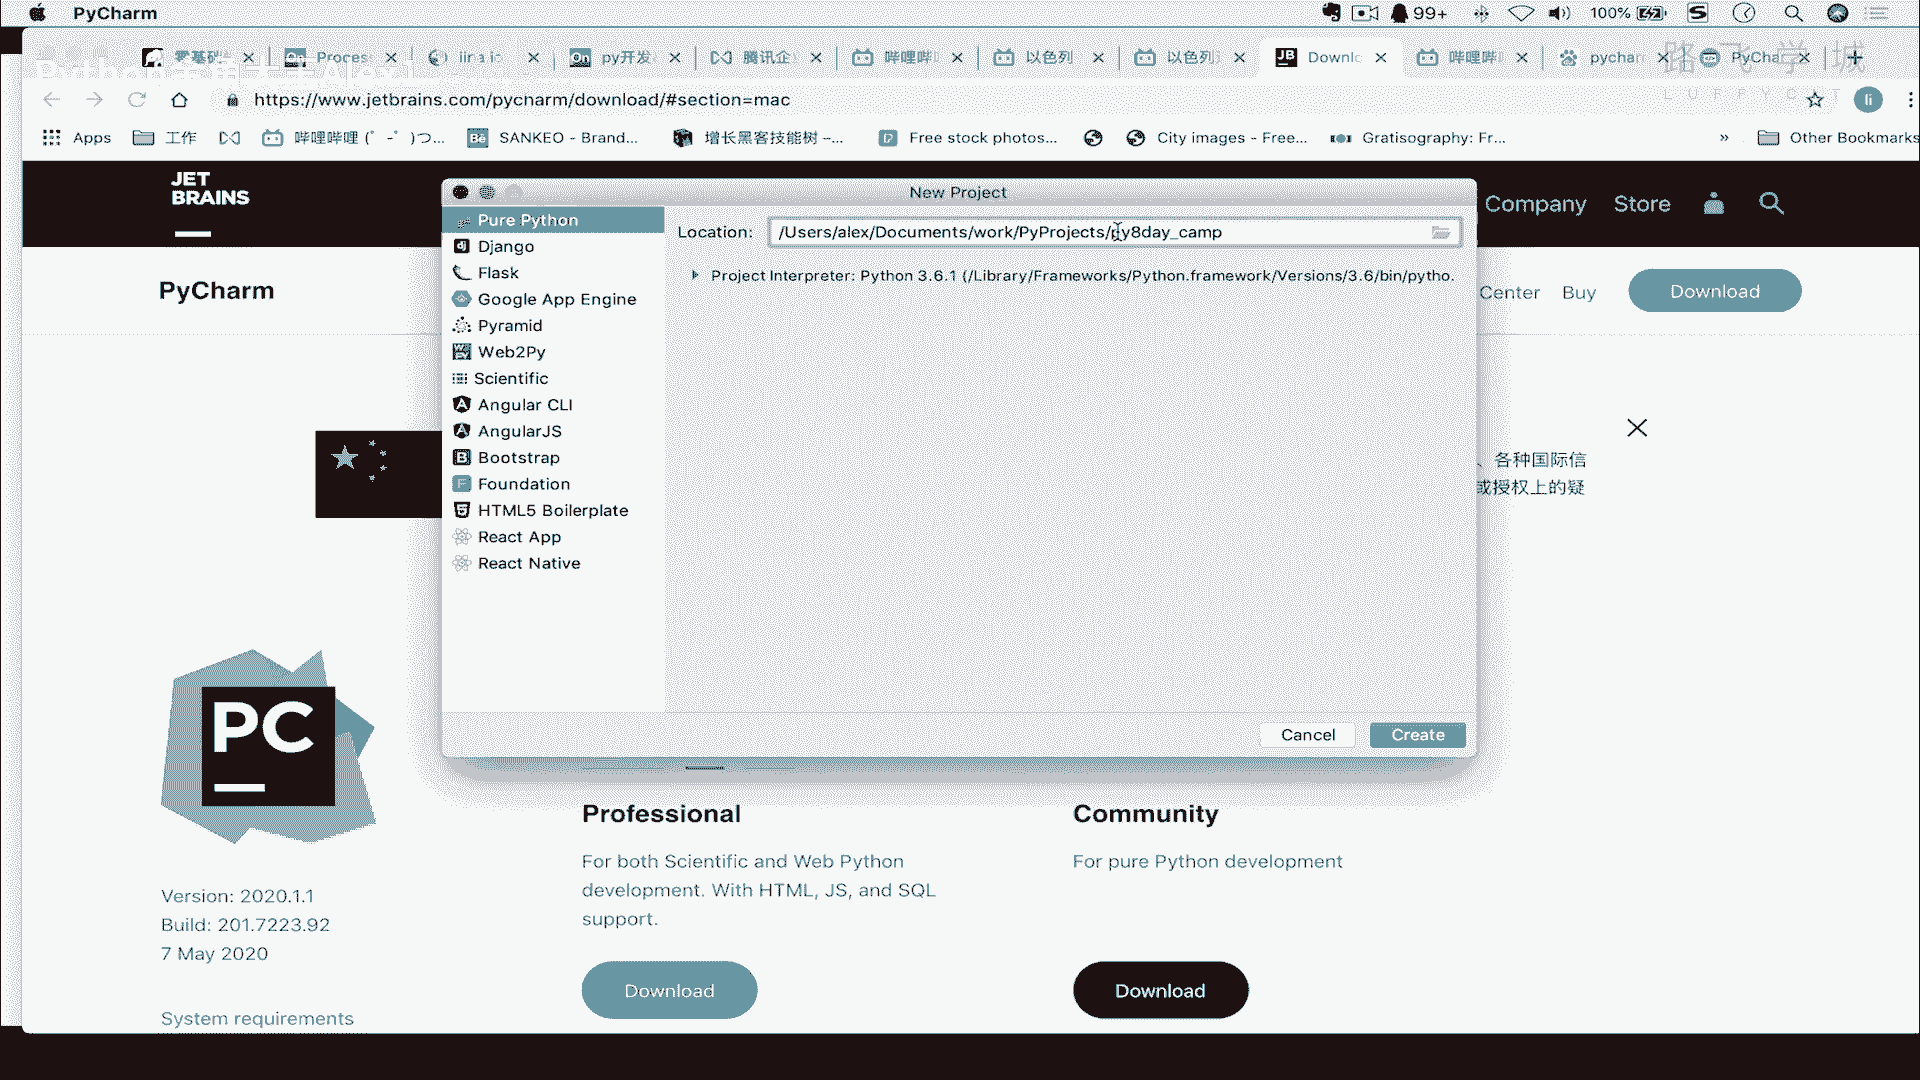 PyCharm
99+
100%
Proces
iina.io
py开发
腾讯企
哔哩哔
以色列
以色列
Downlo
哔哩哔
pychar
PyCha
路飞学城
LUFFYCITY
https://www.jetbrains.com/pycharm/download/#section=mac
li
Apps
工作
哔哩哔哩 (゜-゜)つ...
SANKEO - Brand...
增长黑客技能树 –...
Free stock photos...
City images - Free...
Gratisography: Fr...
»
Other Bookmarks
JET
BRAINS
Company
Store
New Project
Pure Python
Django
Flask
Google App Engine
Pyramid
Web2Py
Scientific
Angular CLI
AngularJS
Bootstrap
Foundation
HTML5 Boilerplate
React App
React Native
Location:
/Users/alex/Documents/work/PyProjects/py8day_camp
Project Interpreter: Python 3.6.1 (/Library/Frameworks/Python.framework/Versions/3.6/bin/pytho.
Cancel
Create
PyCharm
Center
Buy
Download
、各种国际信
或授权上的疑
PC
Version: 2020.1.1
Build: 201.7223.92
7 May 2020
System requirements
Professional
For both Scientific and Web Python
development. With HTML, JS, and SQL
support.
Download
Community
For pure Python development
Download